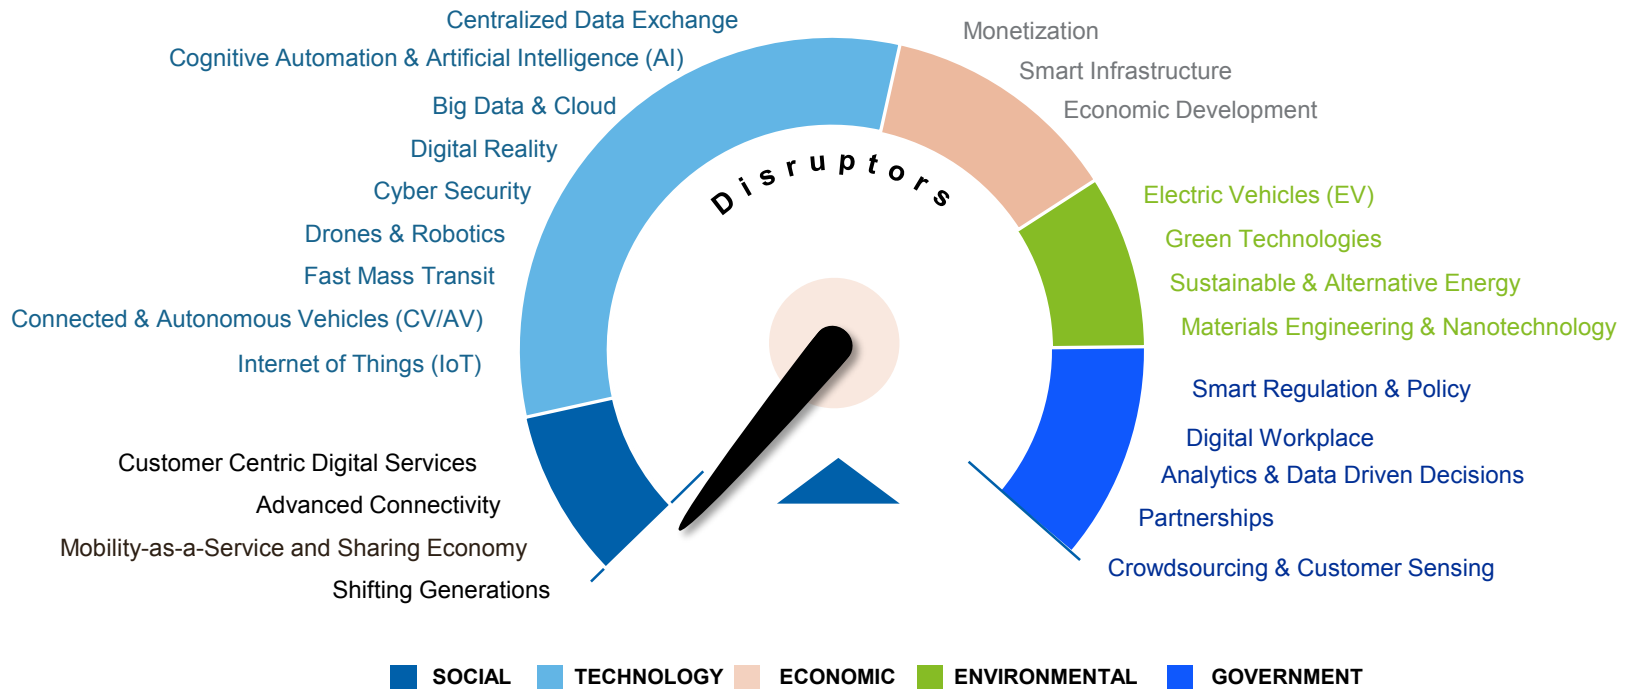 Centralized Data Exchange
Cognitive Automation & Artificial Intelligence (AI)
Big Data & Cloud
Digital Reality
Cyber Security
Drones & Robotics
Fast Mass Transit
Connected & Autonomous Vehicles (CV/AV)
Internet of Things (IoT)
Customer Centric Digital Services
Advanced Connectivity
Mobility-as-a-Service and Sharing Economy
Shifting Generations
Disruptors
Monetization
Smart Infrastructure
Economic Development
Electric Vehicles (EV)
Green Technologies
Sustainable & Alternative Energy
Materials Engineering & Nanotechnology
Smart Regulation & Policy
Digital Workplace
Analytics & Data Driven Decisions
Partnerships
Crowdsourcing & Customer Sensing
SOCIAL TECHNOLOGY ECONOMIC ENVIRONMENTAL GOVERNMENT